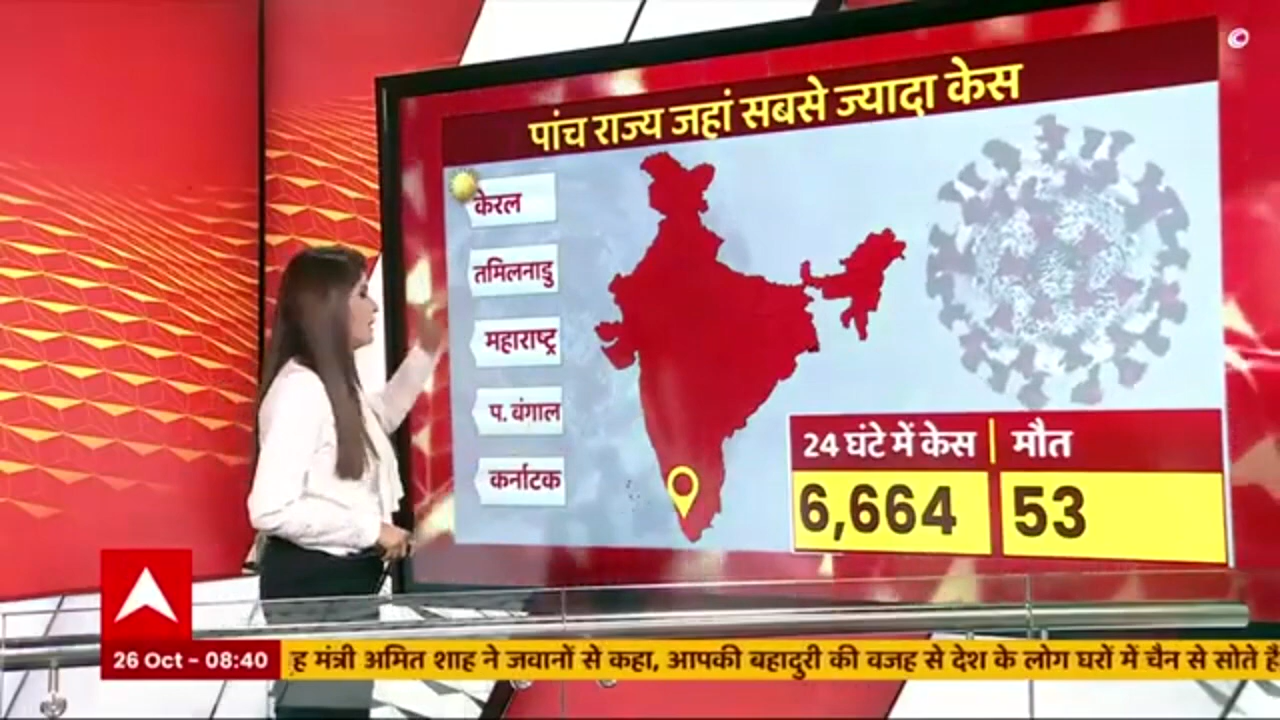 पांच राज्य जहां सबसे ज्यादा केस
केरल
तमिलनाडु
महाराष्ट्र
प. बंगाल
कर्नाटक
24 घंटे में केस | मौत
6,664 53
26 Oct - 08:40
ृह मंत्री अमित शाह ने जवानों से कहा, आपकी बहादुरी की वजह से देश के लोग घरों में चैन से सोते हैं